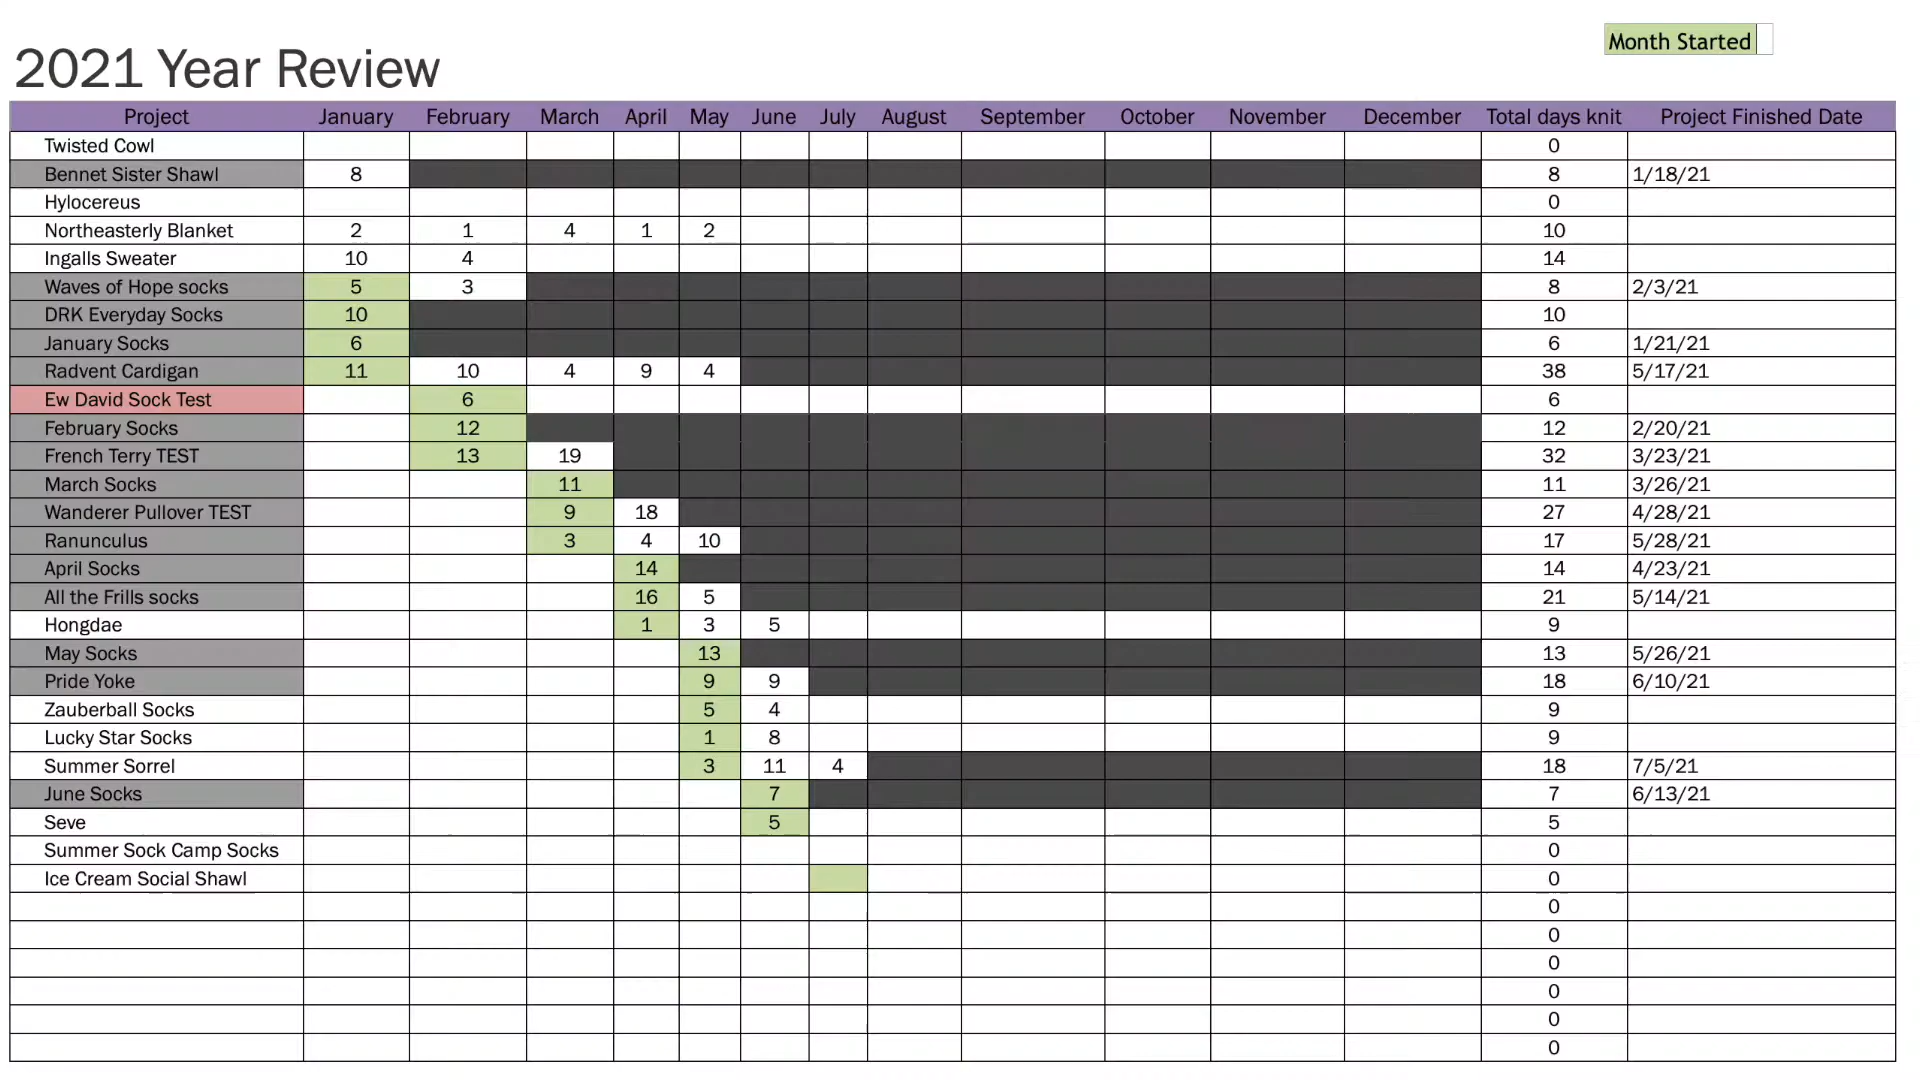 Month Started
2021 Year Review
Project January February March April May June July August September October November December Total days knit Project Finished Date
Twisted Cowl 0
Bennet Sister Shawl 8 8 1/18/21
Hylocereus 0
Northeasterly Blanket 2 1 4 1 2 10
Ingalls Sweater 10 4 14
Waves of Hope socks 5 3 8 2/3/21
DRK Everyday Socks 10 10
January Socks 6 6 1/21/21
Radvent Cardigan 11 10 4 9 4 38 5/17/21
Ew David Sock Test 6 6
February Socks 12 12 2/20/21
French Terry TEST 13 19 32 3/23/21
March Socks 11 11 3/26/21
Wanderer Pullover TEST 9 18 27 4/28/21
Ranunculus 3 4 10 17 5/28/21
April Socks 14 14 4/23/21
All the Frills socks 16 5 21 5/14/21
Hongdae 1 3 5 9
May Socks 13 13 5/26/21
Pride Yoke 9 9 18 6/10/21
Zauberball Socks 5 4 9
Lucky Star Socks 1 8 9
Summer Sorrel 3 11 4 18 7/5/21
June Socks 7 7 6/13/21
Seve 5 5
Summer Sock Camp Socks 0
Ice Cream Social Shawl 0
0
0
0
0
0
0